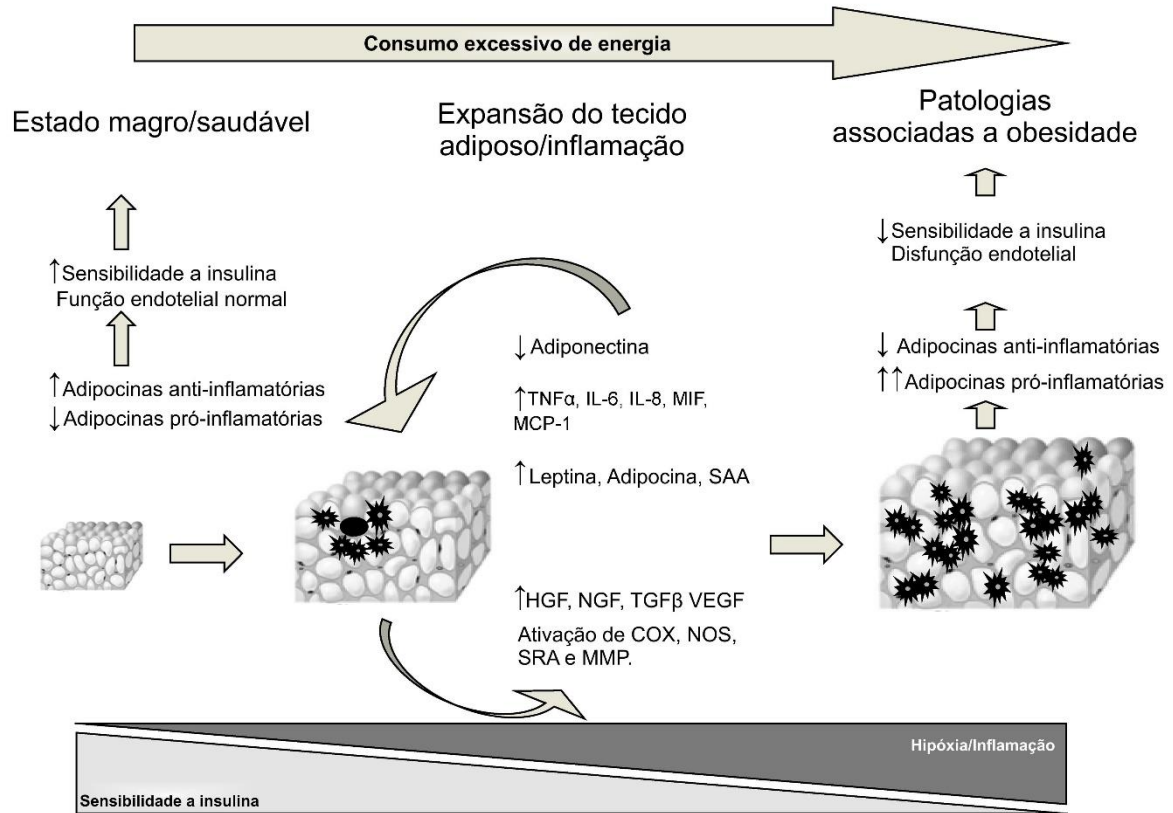 Consumo excessivo de energia
Estado magro/saudável
Expansão do tecido
adiposo/inflamação
Patologias
associadas a obesidade
↑Sensibilidade a insulina
Função endotelial normal
↑Adipocinas anti-inflamatórias
↓Adipocinas pró-inflamatórias
↓ Adiponectina
↑TNFα, IL-6, IL-8, MIF,
MCP-1
↑Leptina, Adipocina, SAA
↑HGF, NGF, TGFβ VEGF
Ativação de COX, NOS,
SRA e MMP.
↓Sensibilidade a insulina
Disfunção endotelial
↓ Adipocinas anti-inflamatórias
↑↑Adipocinas pró-inflamatórias
Hipóxia/Inflamação
Sensibilidade a insulina